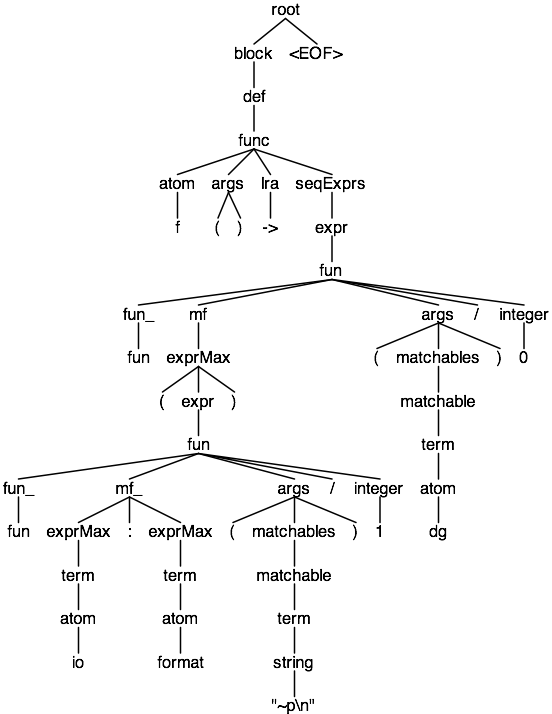 root
block <EOF>
def
func
atom args lra seqExprs
f ( ) -> expr
fun
fun_ mf args / integer
fun exprMax ( matchables ) 0
( expr ) matchable
fun term
fun_ mf_ args / integer atom
fun exprMax : exprMax ( matchables ) 1 dg
term term matchable
atom atom term
io format string
"~p\n"